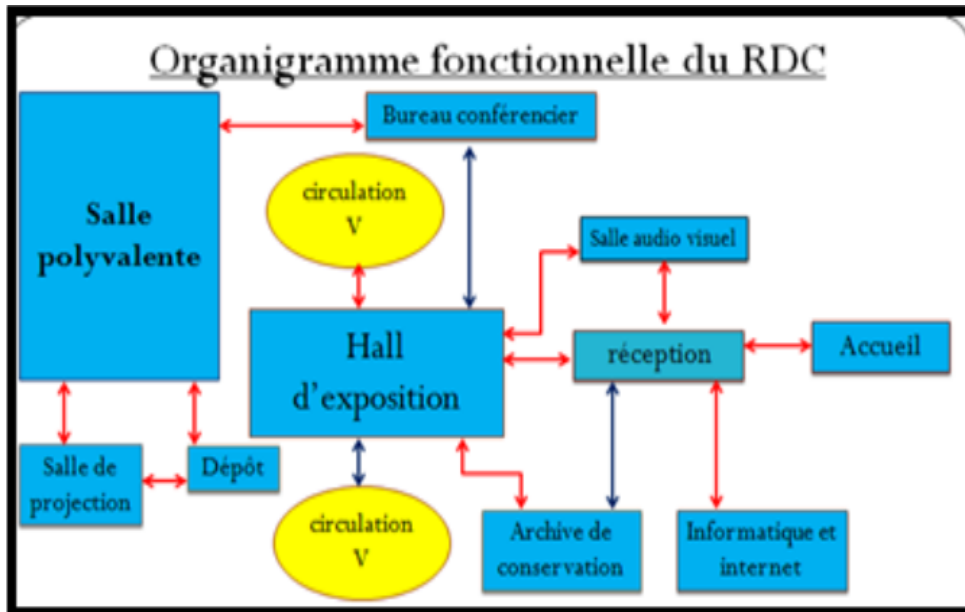 Organigramme fonctionnelle du RDC
Bureau conférencier
circulation
V
Salle
polyvalente
Salle audio visuel
Hall
d'exposition
réception
Accueil
Salle de
projection
Dépôt
circulation
V
Archive de
conservation
Informatique et
internet